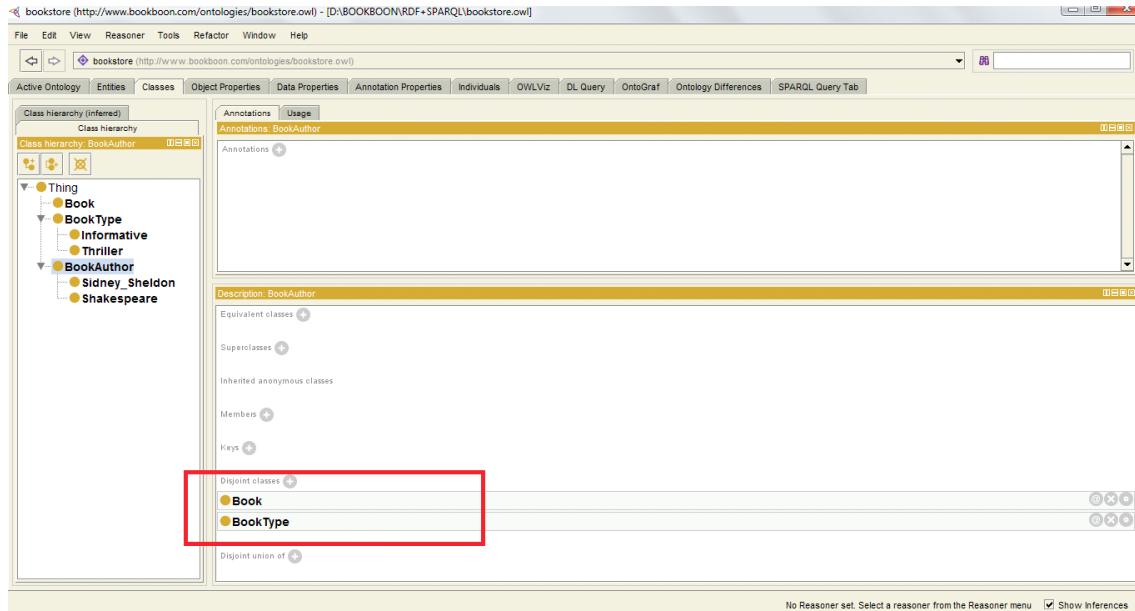 bookstore (http://www.bookboon.com/ontologies/bookstore.owl) - [D:\BOOKBOON\RDF+SPARQL\bookstore.owl]
File Edit View Reasoner Tools Refactor Window Help
bookstore (http://www.bookboon.com/ontologies/bookstore.owl)
Active Ontology Entities Classes Object Properties Data Properties Annotation Properties Individuals OWLViz DL Query OntoGraf Ontology Differences SPARQL Query Tab
Class hierarchy (inferred)
Class hierarchy
Class hierarchy: BookAuthor
Thing
Book
BookType
Informative
Thriller
BookAuthor
Sidney_Sheldon
Shakespeare
Annotations Usage
Annotations: BookAuthor
Annotations
Description: BookAuthor
Equivalent classes
Superclasses
Inherited anonymous classes
Members
Keys
Disjoint classes
Book
BookType
Disjoint union of
No Reasoner set. Select a reasoner from the Reasoner menu Show Inferences